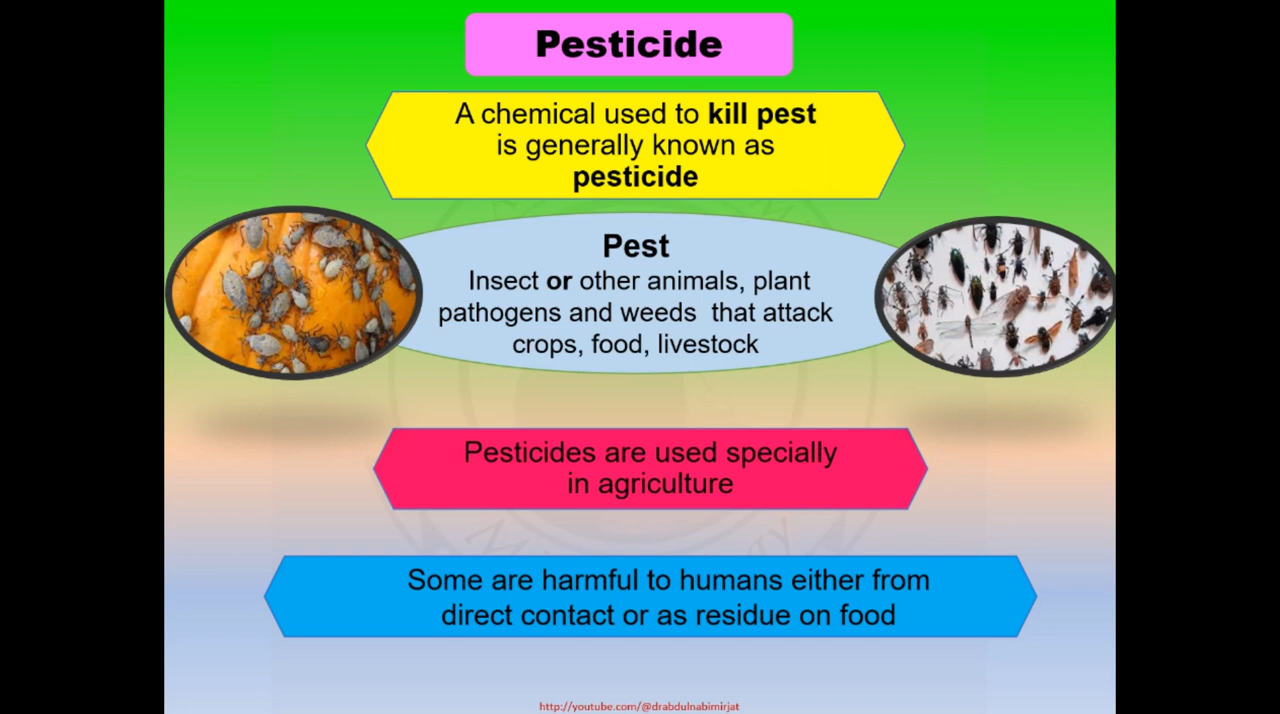 Pesticide
A chemical used to kill pest
is generally known as
pesticide
Pest
Insect or other animals, plant
pathogens and weeds that attack
crops, food, livestock
Pesticides are used specially
in agriculture
Some are harmful to humans either from
direct contact or as residue on food
http://youtube.com/@drabdulnabimirjat